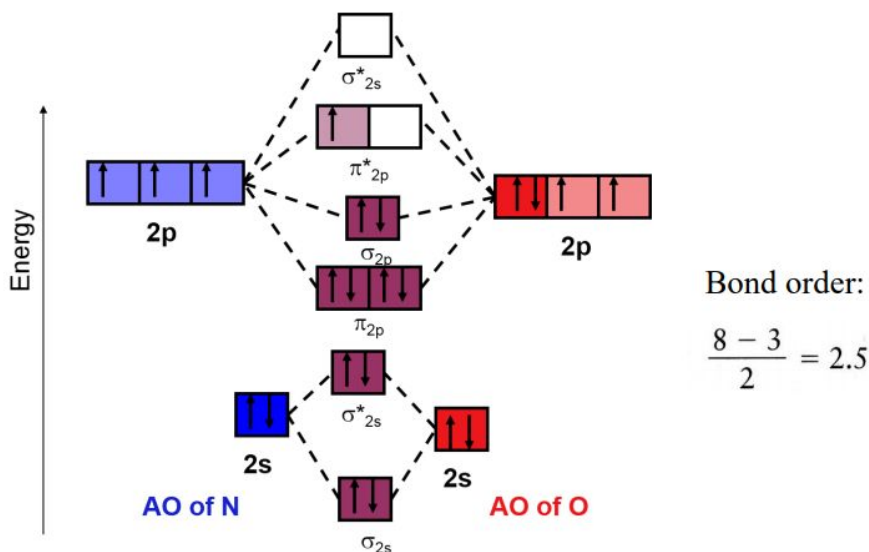 σ*2s
π*2p
2p
2p
σ2p
π2p
Energy
Bond order:
8 − 3
2
= 2.5
σ*2s
2s
2s
AO of N
AO of O
σ2s